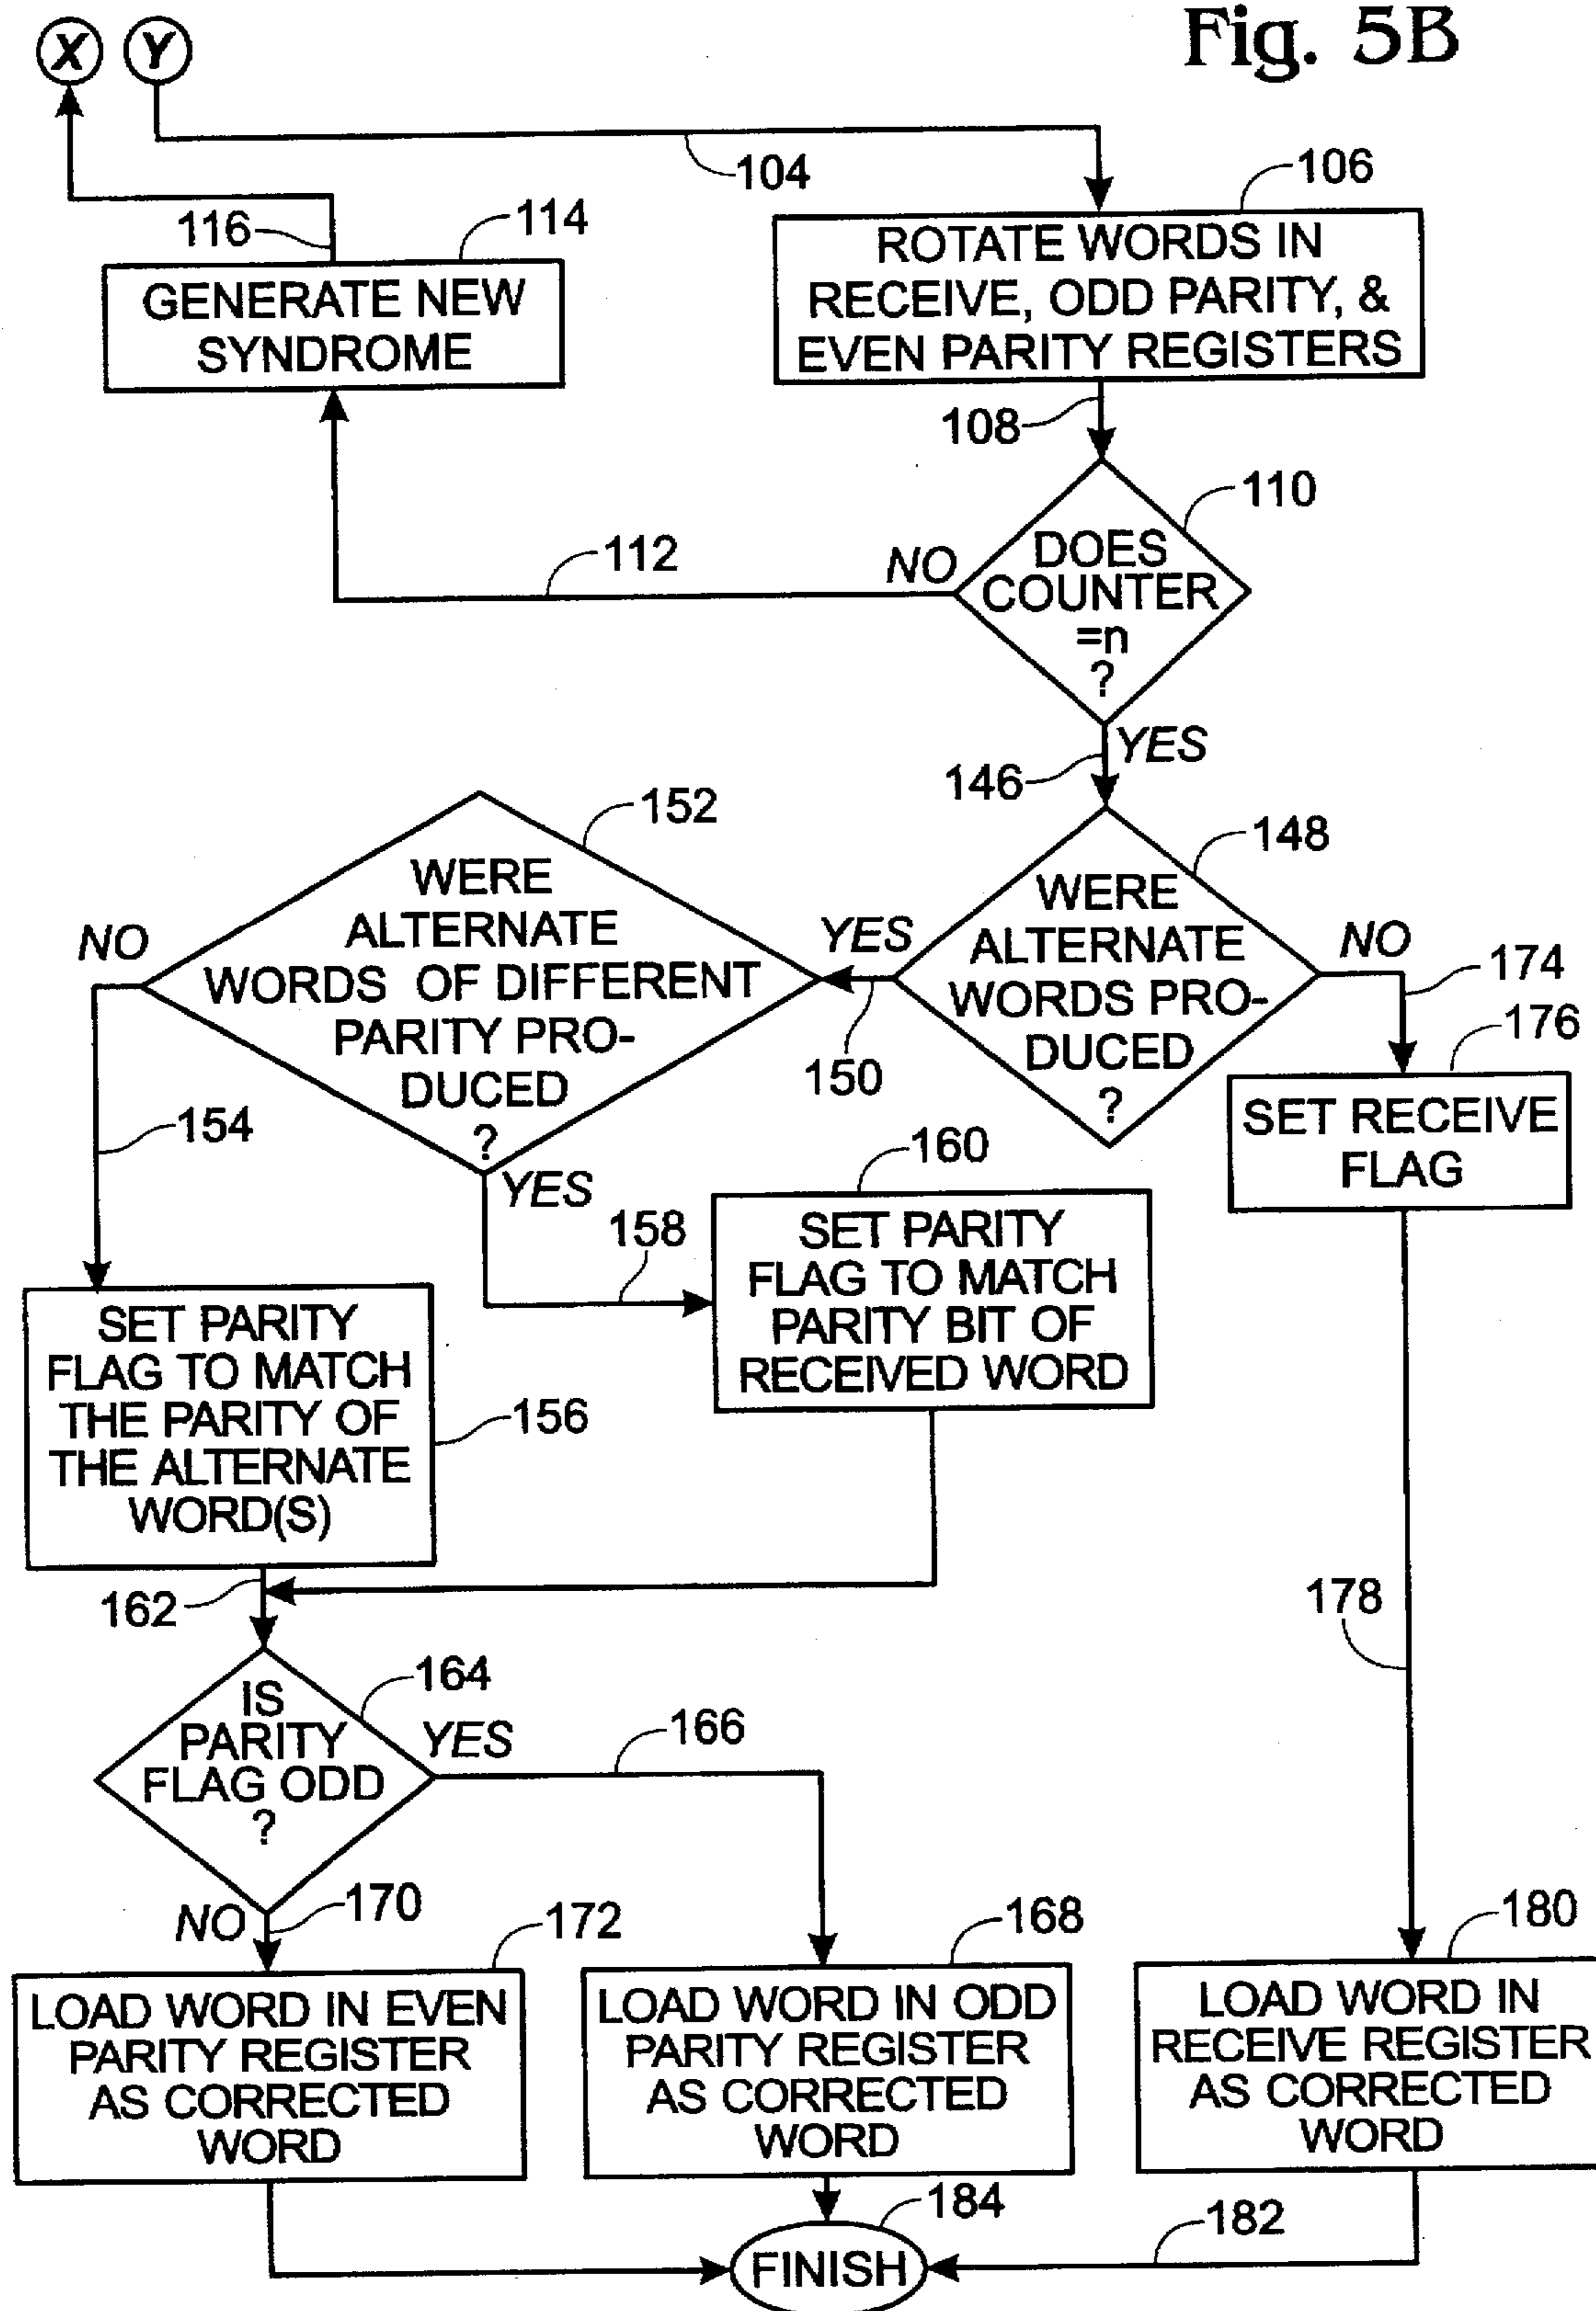 Fig. 5B
X Y
104
106
ROTATE WORDS IN
RECEIVE, ODD PARITY, &
EVEN PARITY REGISTERS
116
114
GENERATE NEW
SYNDROME
108
110
DOES
COUNTER
=n
?
NO
112
YES
146
148
WERE
ALTERNATE
WORDS PRO-
DUCED
?
YES
150
NO
174
176
SET RECEIVE
FLAG
152
WERE
ALTERNATE
WORDS OF DIFFERENT
PARITY PRO-
DUCED
?
NO
154
YES
158
160
SET PARITY
FLAG TO MATCH
PARITY BIT OF
RECEIVED WORD
SET PARITY
FLAG TO MATCH
THE PARITY OF
THE ALTERNATE
WORD(S)
156
162
178
164
IS
PARITY
FLAG ODD
?
YES
166
NO
170
172
LOAD WORD IN EVEN
PARITY REGISTER
AS CORRECTED
WORD
168
LOAD WORD IN ODD
PARITY REGISTER
AS CORRECTED
WORD
180
LOAD WORD IN
RECEIVE REGISTER
AS CORRECTED
WORD
184
182
FINISH